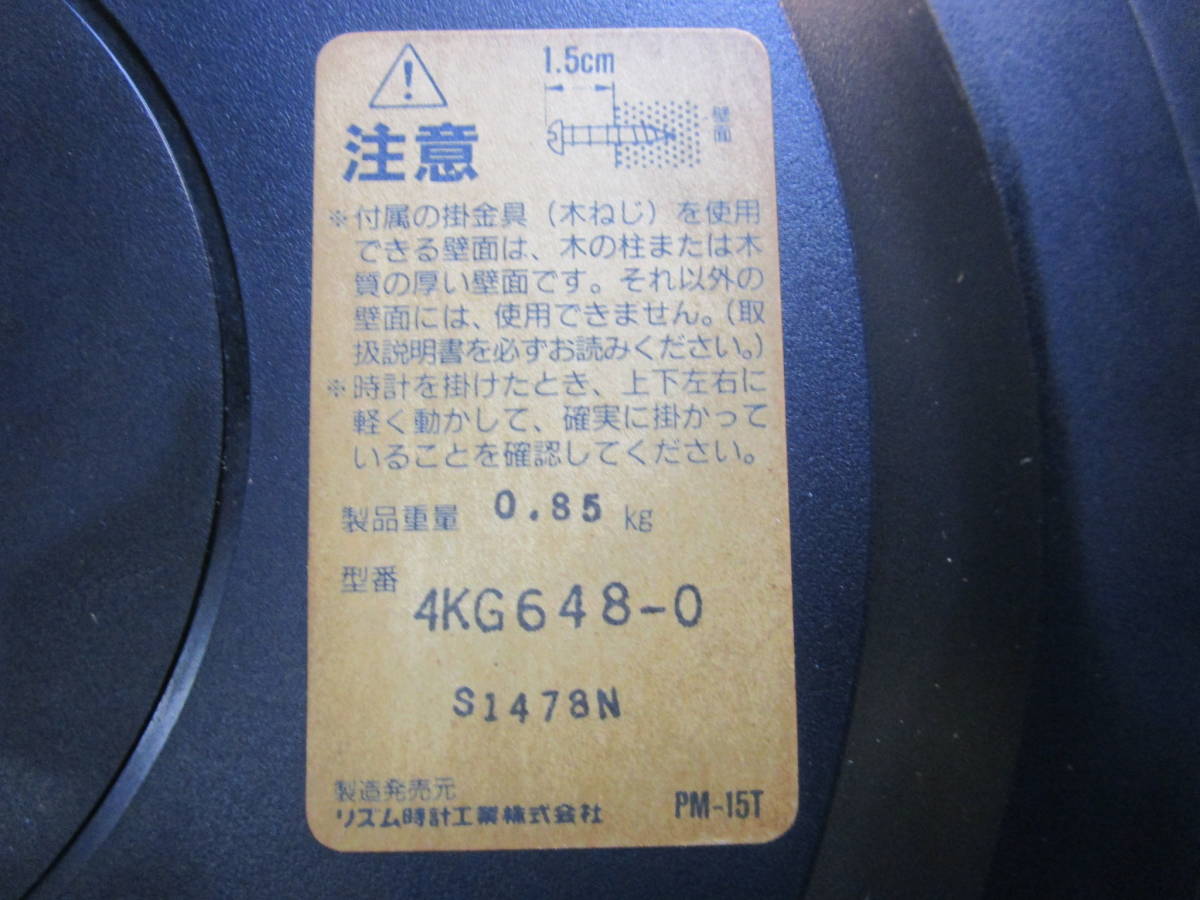 1.5cm
壁面
注意
※付属の掛金具（木ねじ）を使用
できる壁面は、木の柱または木
質の厚い壁面です。それ以外の
壁面には、使用できません。（取
扱説明書を必ずお読みください。）
※時計を掛けたとき、上下左右に
軽く動かして、確実に掛かって
いることを確認してください。
製品重量 0.85 kg
型番 4KG648-0
S1478N
製造発売元
リズム時計工業株式会社 PM-15T